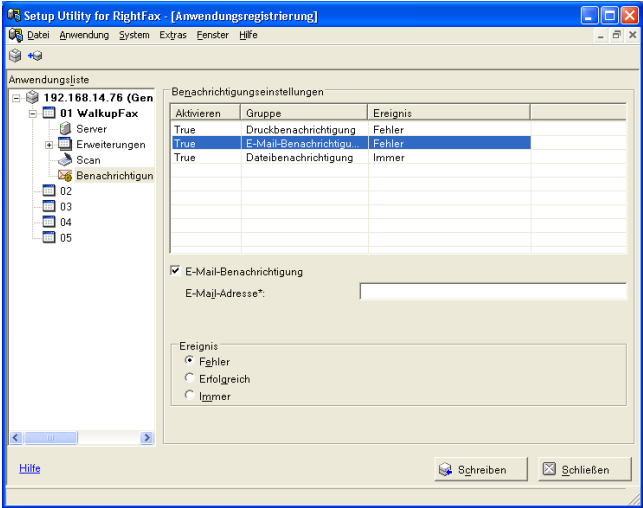 Setup Utility for RightFax - [Anwendungsregistrierung]
Datei Anwendung System Extras Fenster Hilfe
Anwendungsliste
192.168.14.76 (Gen
01 WalkupFax
Server
Erweiterungen
Scan
Benachrichtigun
02
03
04
05
Benachrichtigungseinstellungen
Aktivieren Gruppe Ereignis
True Druckbenachrichtigung Fehler
True E-Mail-Benachrichtigu... Fehler
True Dateibenachrichtigung Immer
E-Mail-Benachrichtigung
E-Mail-Adresse*:
Ereignis
Fehler
Erfolgreich
Immer
Hilfe
Schreiben
Schließen